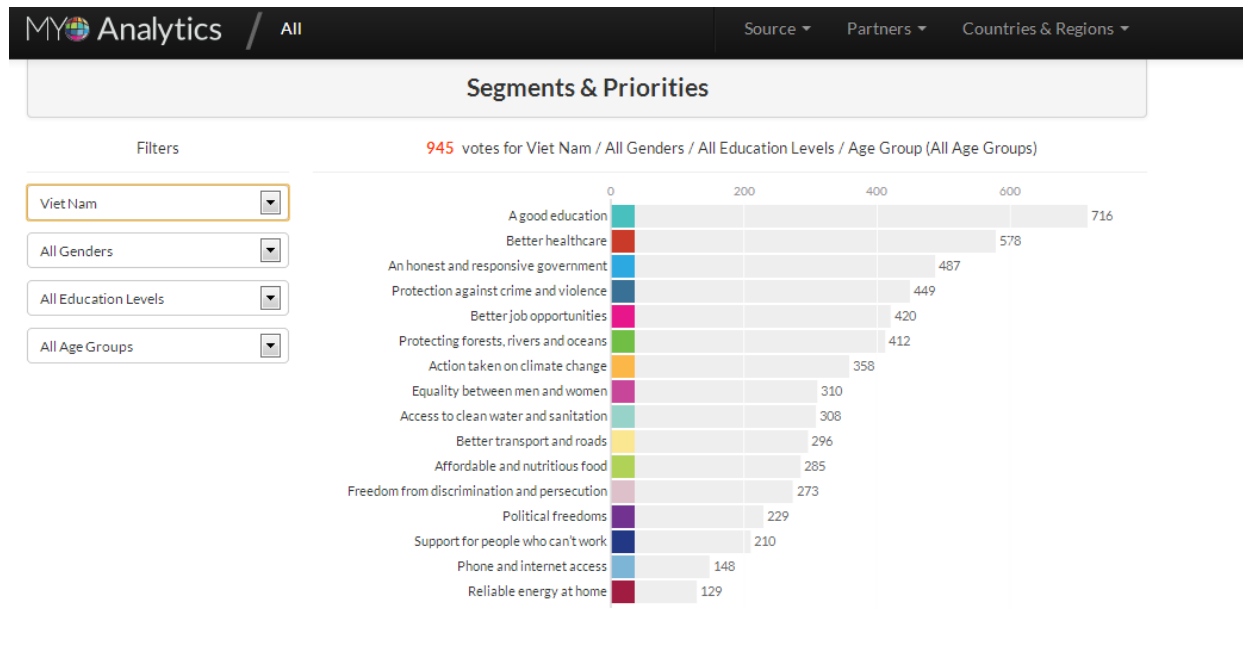 MY Analytics / All Source Partners Countries & Regions
Segments & Priorities
Filters
945 votes for Viet Nam / All Genders / All Education Levels / Age Group (All Age Groups)
Viet Nam
All Genders
All Education Levels
All Age Groups
0 200 400 600
A good education 716
Better healthcare 578
An honest and responsive government 487
Protection against crime and violence 449
Better job opportunities 420
Protecting forests, rivers and oceans 412
Action taken on climate change 358
Equality between men and women 310
Access to clean water and sanitation 308
Better transport and roads 296
Affordable and nutritious food 285
Freedom from discrimination and persecution 273
Political freedoms 229
Support for people who can't work 210
Phone and internet access 148
Reliable energy at home 129